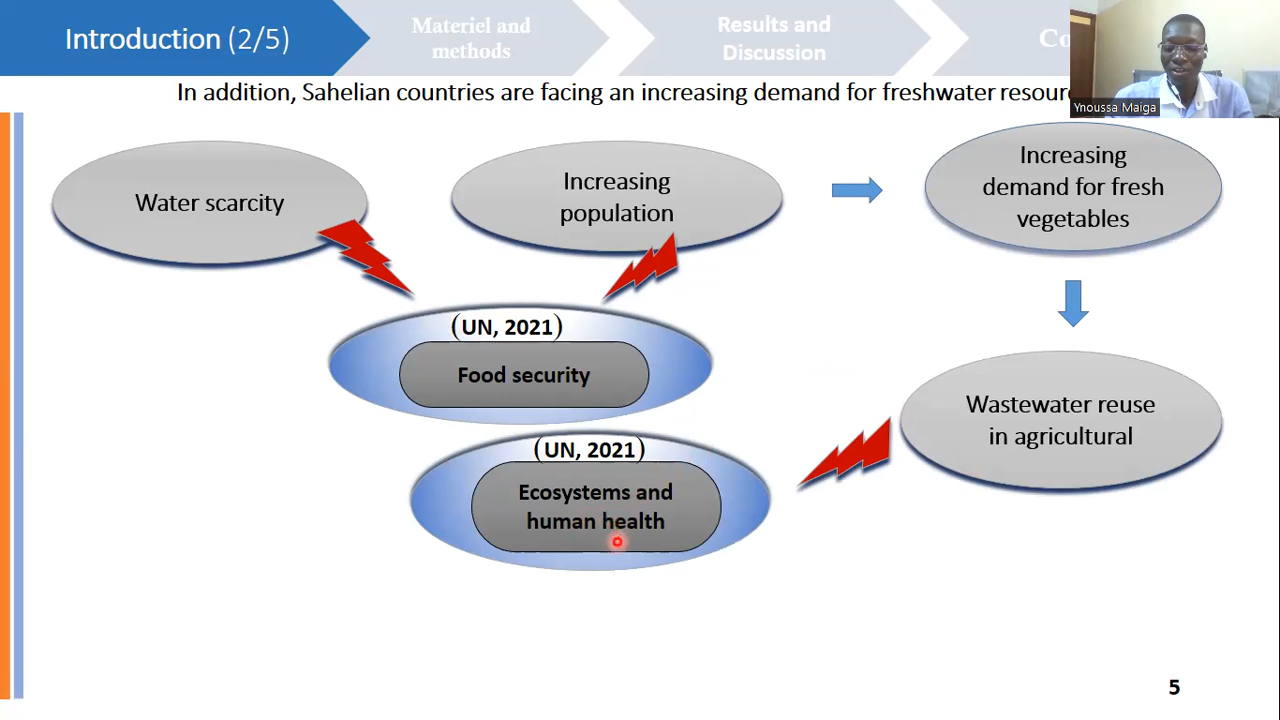 Introduction (2/5)
Materiel and
methods
Results and
Discussion
Co
Ynoussa Maiga
In addition, Sahelian countries are facing an increasing demand for freshwater resour
Water scarcity
Increasing
population
Increasing
demand for fresh
vegetables
(UN, 2021)
Food security
Wastewater reuse
in agricultural
(UN, 2021)
Ecosystems and
human health
5